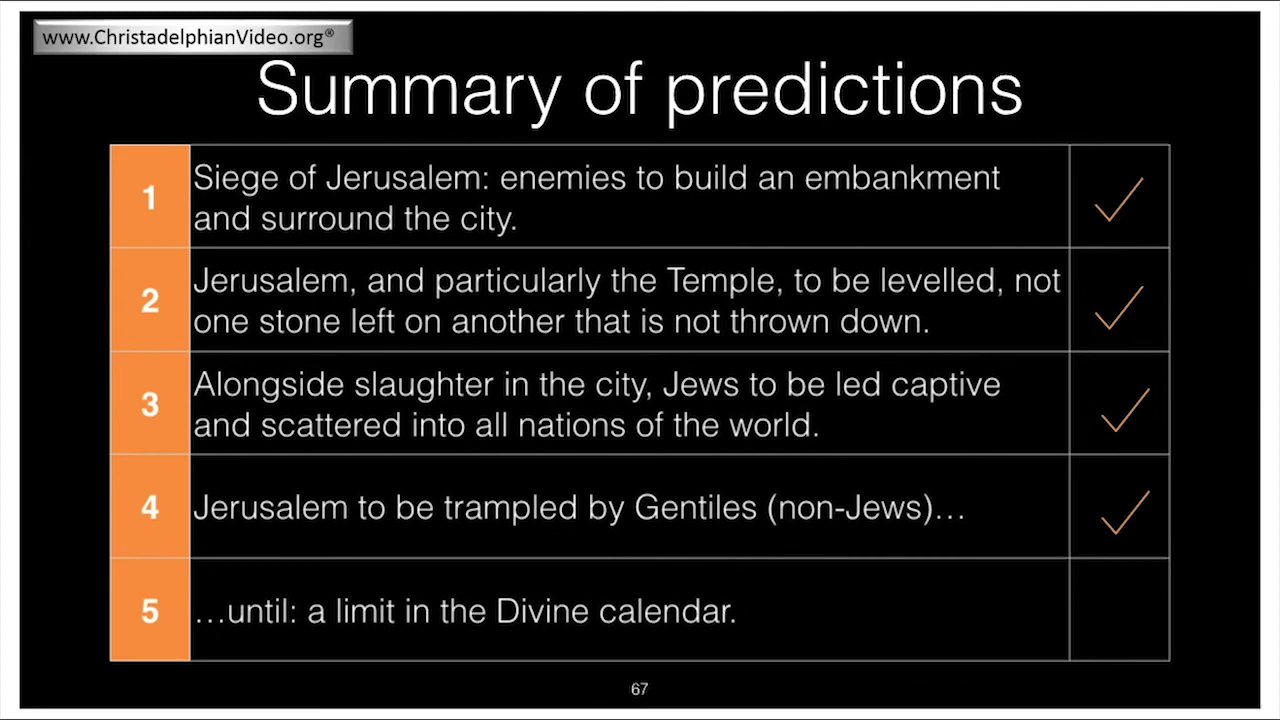 www.ChristadelphianVideo.org®
Summary of predictions
1
Siege of Jerusalem: enemies to build an embankment
and surround the city.
2
Jerusalem, and particularly the Temple, to be levelled, not
one stone left on another that is not thrown down.
3
Alongside slaughter in the city, Jews to be led captive
and scattered into all nations of the world.
4
Jerusalem to be trampled by Gentiles (non-Jews)…
5
…until: a limit in the Divine calendar.
67